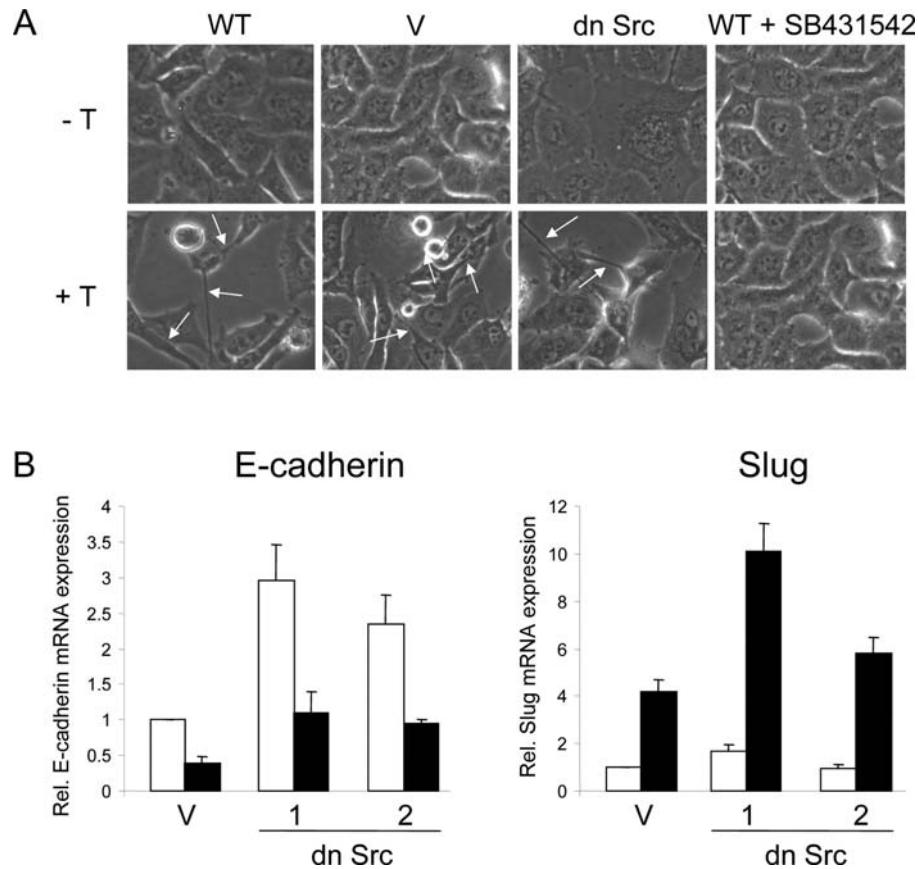 A
WT V dn Src WT + SB431542
- T
+ T
B
E-cadherin
Rel. E-cadherin mRNA expression
4
3.5
3
2.5
2
1.5
1
0.5
0
V 1 2
dn Src
Slug
Rel. Slug mRNA expression
12
10
8
6
4
2
0
V 1 2
dn Src